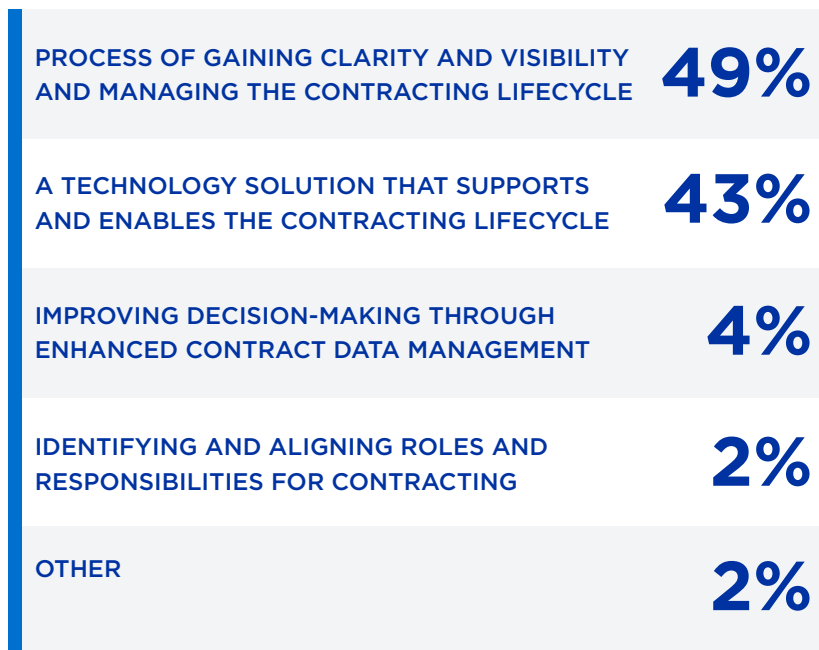 PROCESS OF GAINING CLARITY AND VISIBILITY
AND MANAGING THE CONTRACTING LIFECYCLE
49%
A TECHNOLOGY SOLUTION THAT SUPPORTS
AND ENABLES THE CONTRACTING LIFECYCLE
43%
IMPROVING DECISION-MAKING THROUGH
ENHANCED CONTRACT DATA MANAGEMENT
4%
IDENTIFYING AND ALIGNING ROLES AND
RESPONSIBILITIES FOR CONTRACTING
2%
OTHER
2%